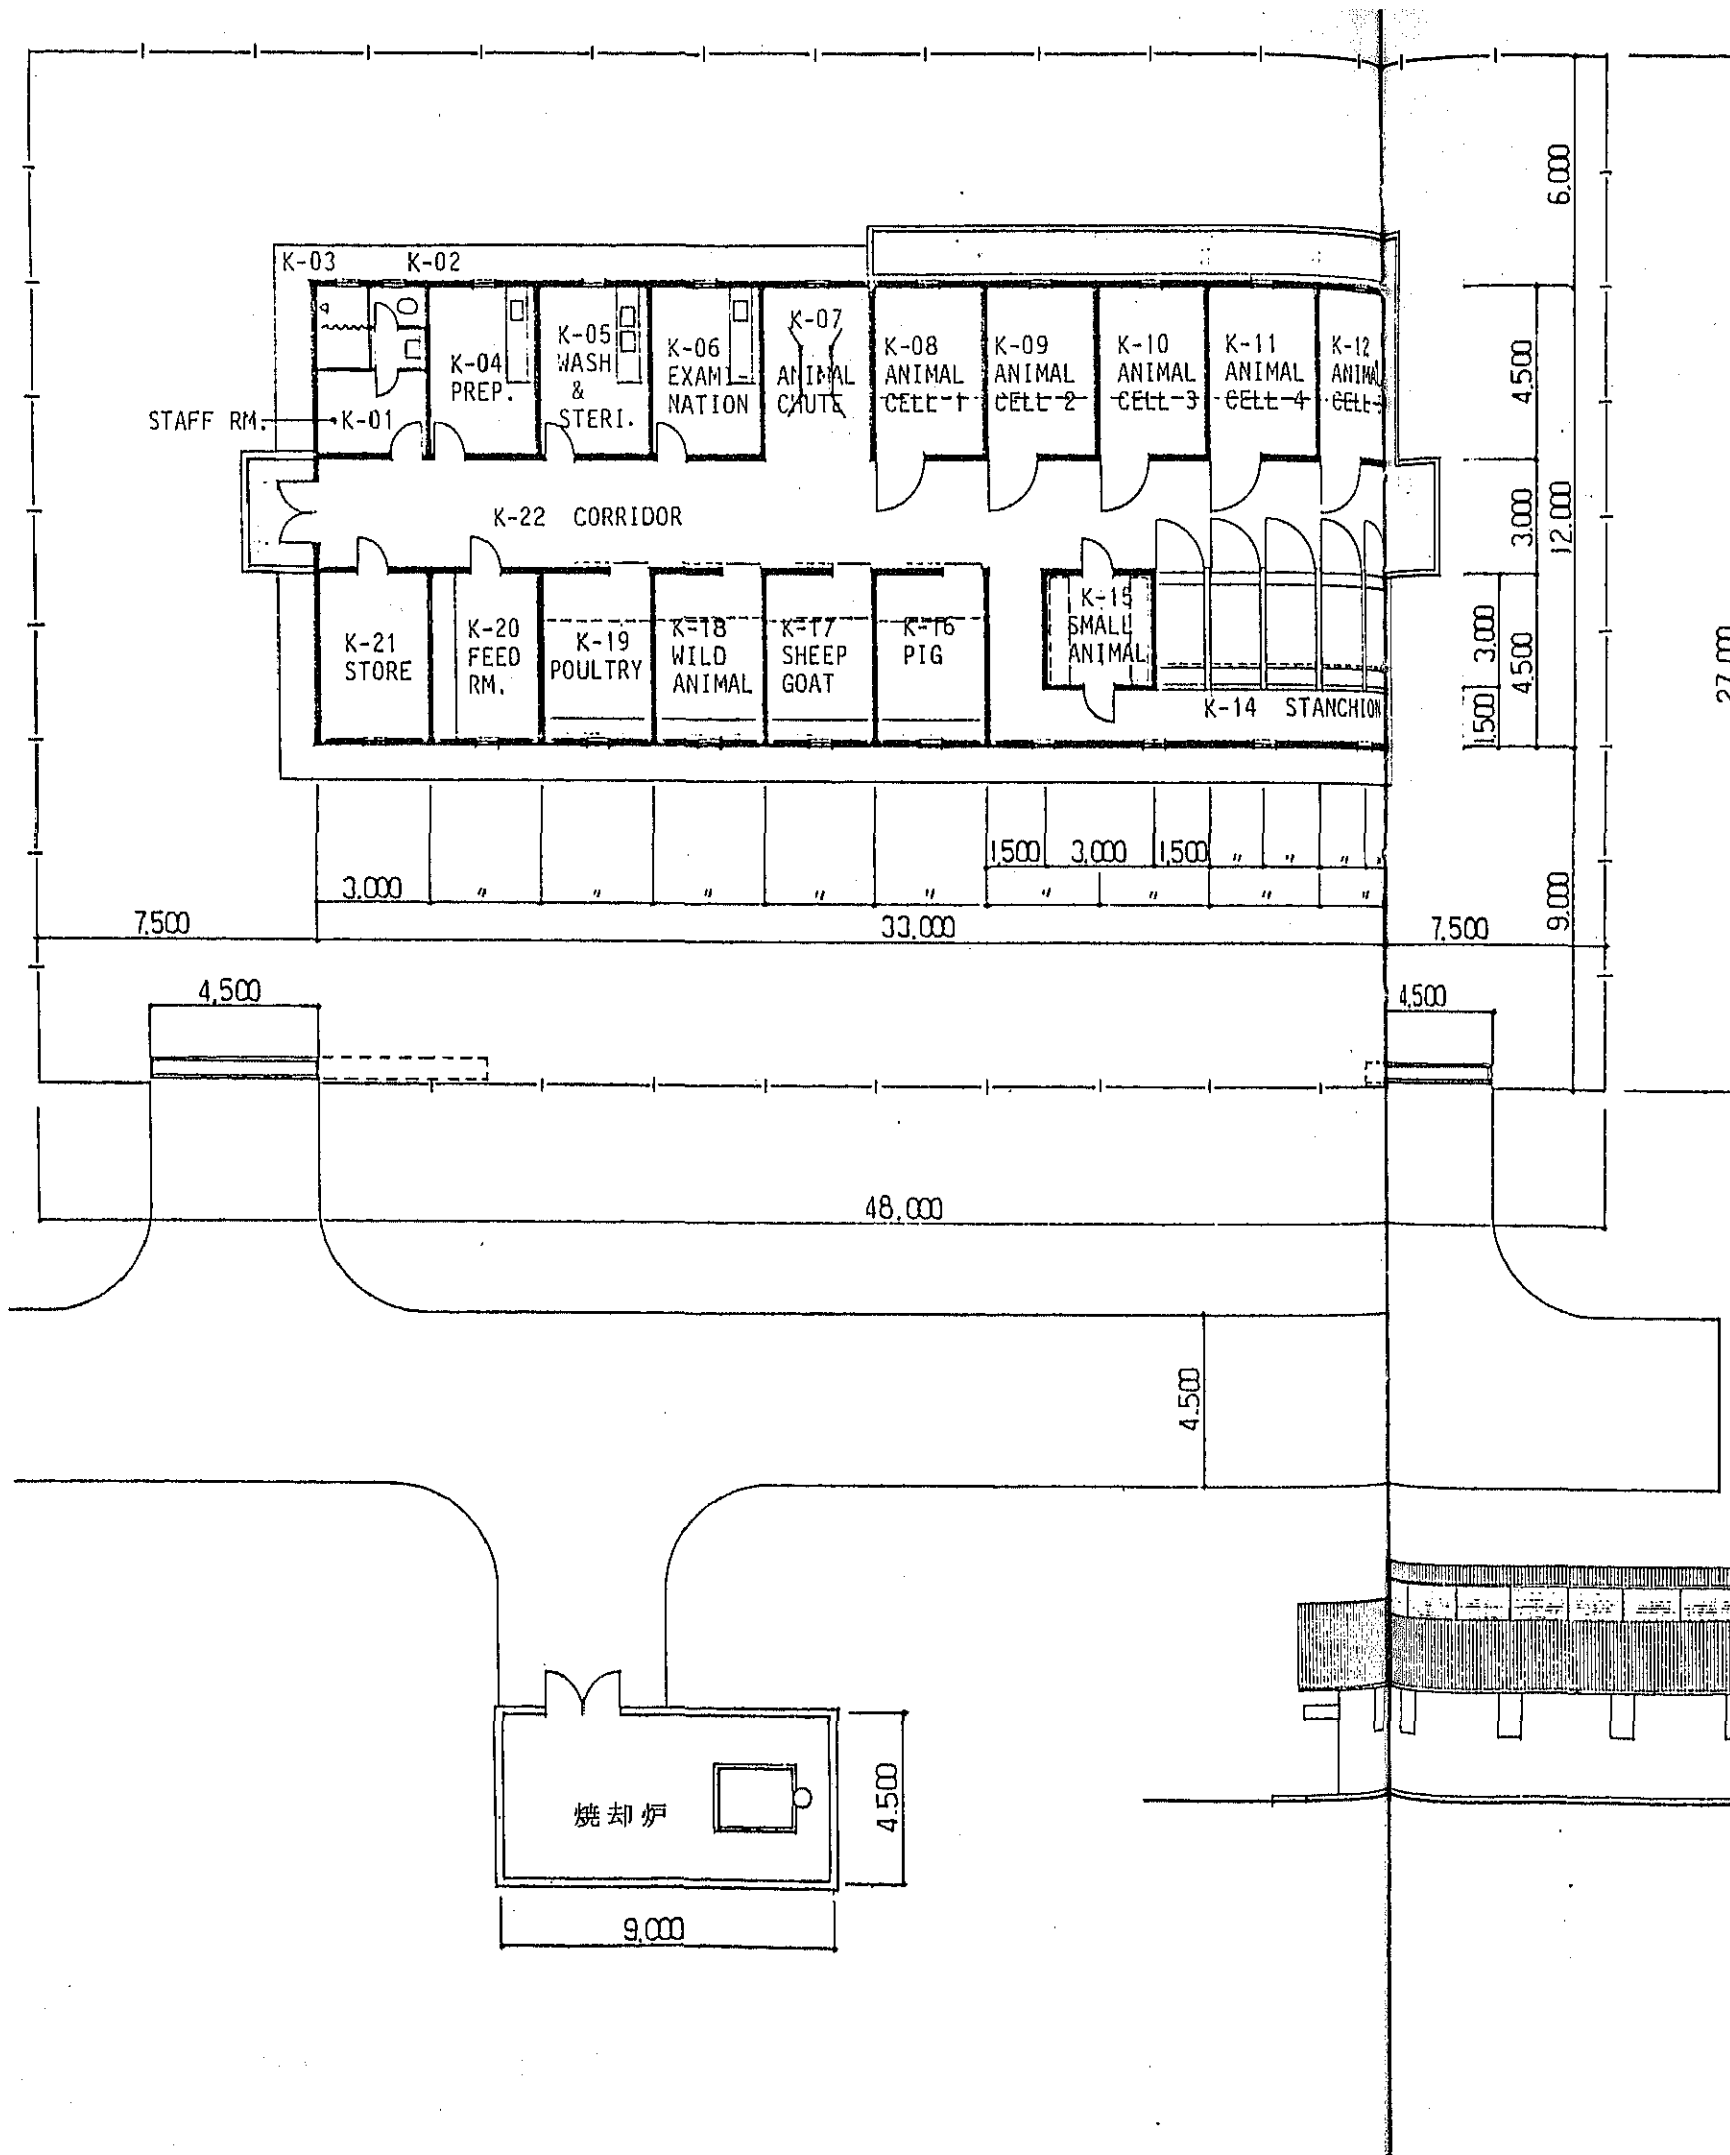 6.000
K-03
K-02
K-04
PREP.
K-05
WASH
&
STERI.
K-06
EXAMI-
NATION
K-07
ANIMAL
CHUTE
K-08
ANIMAL
CELL-1
K-09
ANIMAL
CELL-2
K-10
ANIMAL
CELL-3
K-11
ANIMAL
CELL-4
K-12
ANIMAL
4.500
STAFF RM.
K-01
K-22 CORRIDOR
3.000
12.000
K-21
STORE
K-20
FEED
RM.
K-19
POULTRY
K-18
WILD
ANIMAL
K-17
SHEEP
GOAT
K-16
PIG
K-15
SMALL
ANIMAL
K-14 STANCHION
3.000
4.500
1.500
27.000
1.500
3.000
1.500
"
"
"
"
3.000
"
"
"
"
"
"
"
"
"
7.500
33.000
7.500
9.000
4.500
4.500
48.000
4.500
焼却炉
4.500
9.000